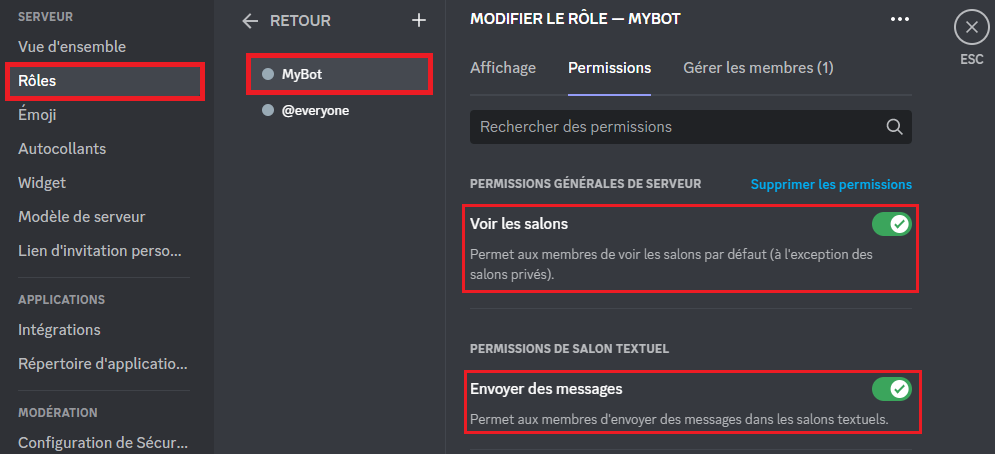 SERVEUR
Vue d'ensemble
Rôles
Émoji
Autocollants
Widget
Modèle de serveur
Lien d'invitation perso...
APPLICATIONS
Intégrations
Répertoire d'applicatio...
MODÉRATION
Configuration de Sécur...
RETOUR
MyBot
@everyone
MODIFIER LE RÔLE — MYBOT
ESC
Affichage Permissions Gérer les membres (1)
Rechercher des permissions
PERMISSIONS GÉNÉRALES DE SERVEUR Supprimer les permissions
Voir les salons
Permet aux membres de voir les salons par défaut (à l'exception des
salons privés).
PERMISSIONS DE SALON TEXTUEL
Envoyer des messages
Permet aux membres d'envoyer des messages dans les salons textuels.